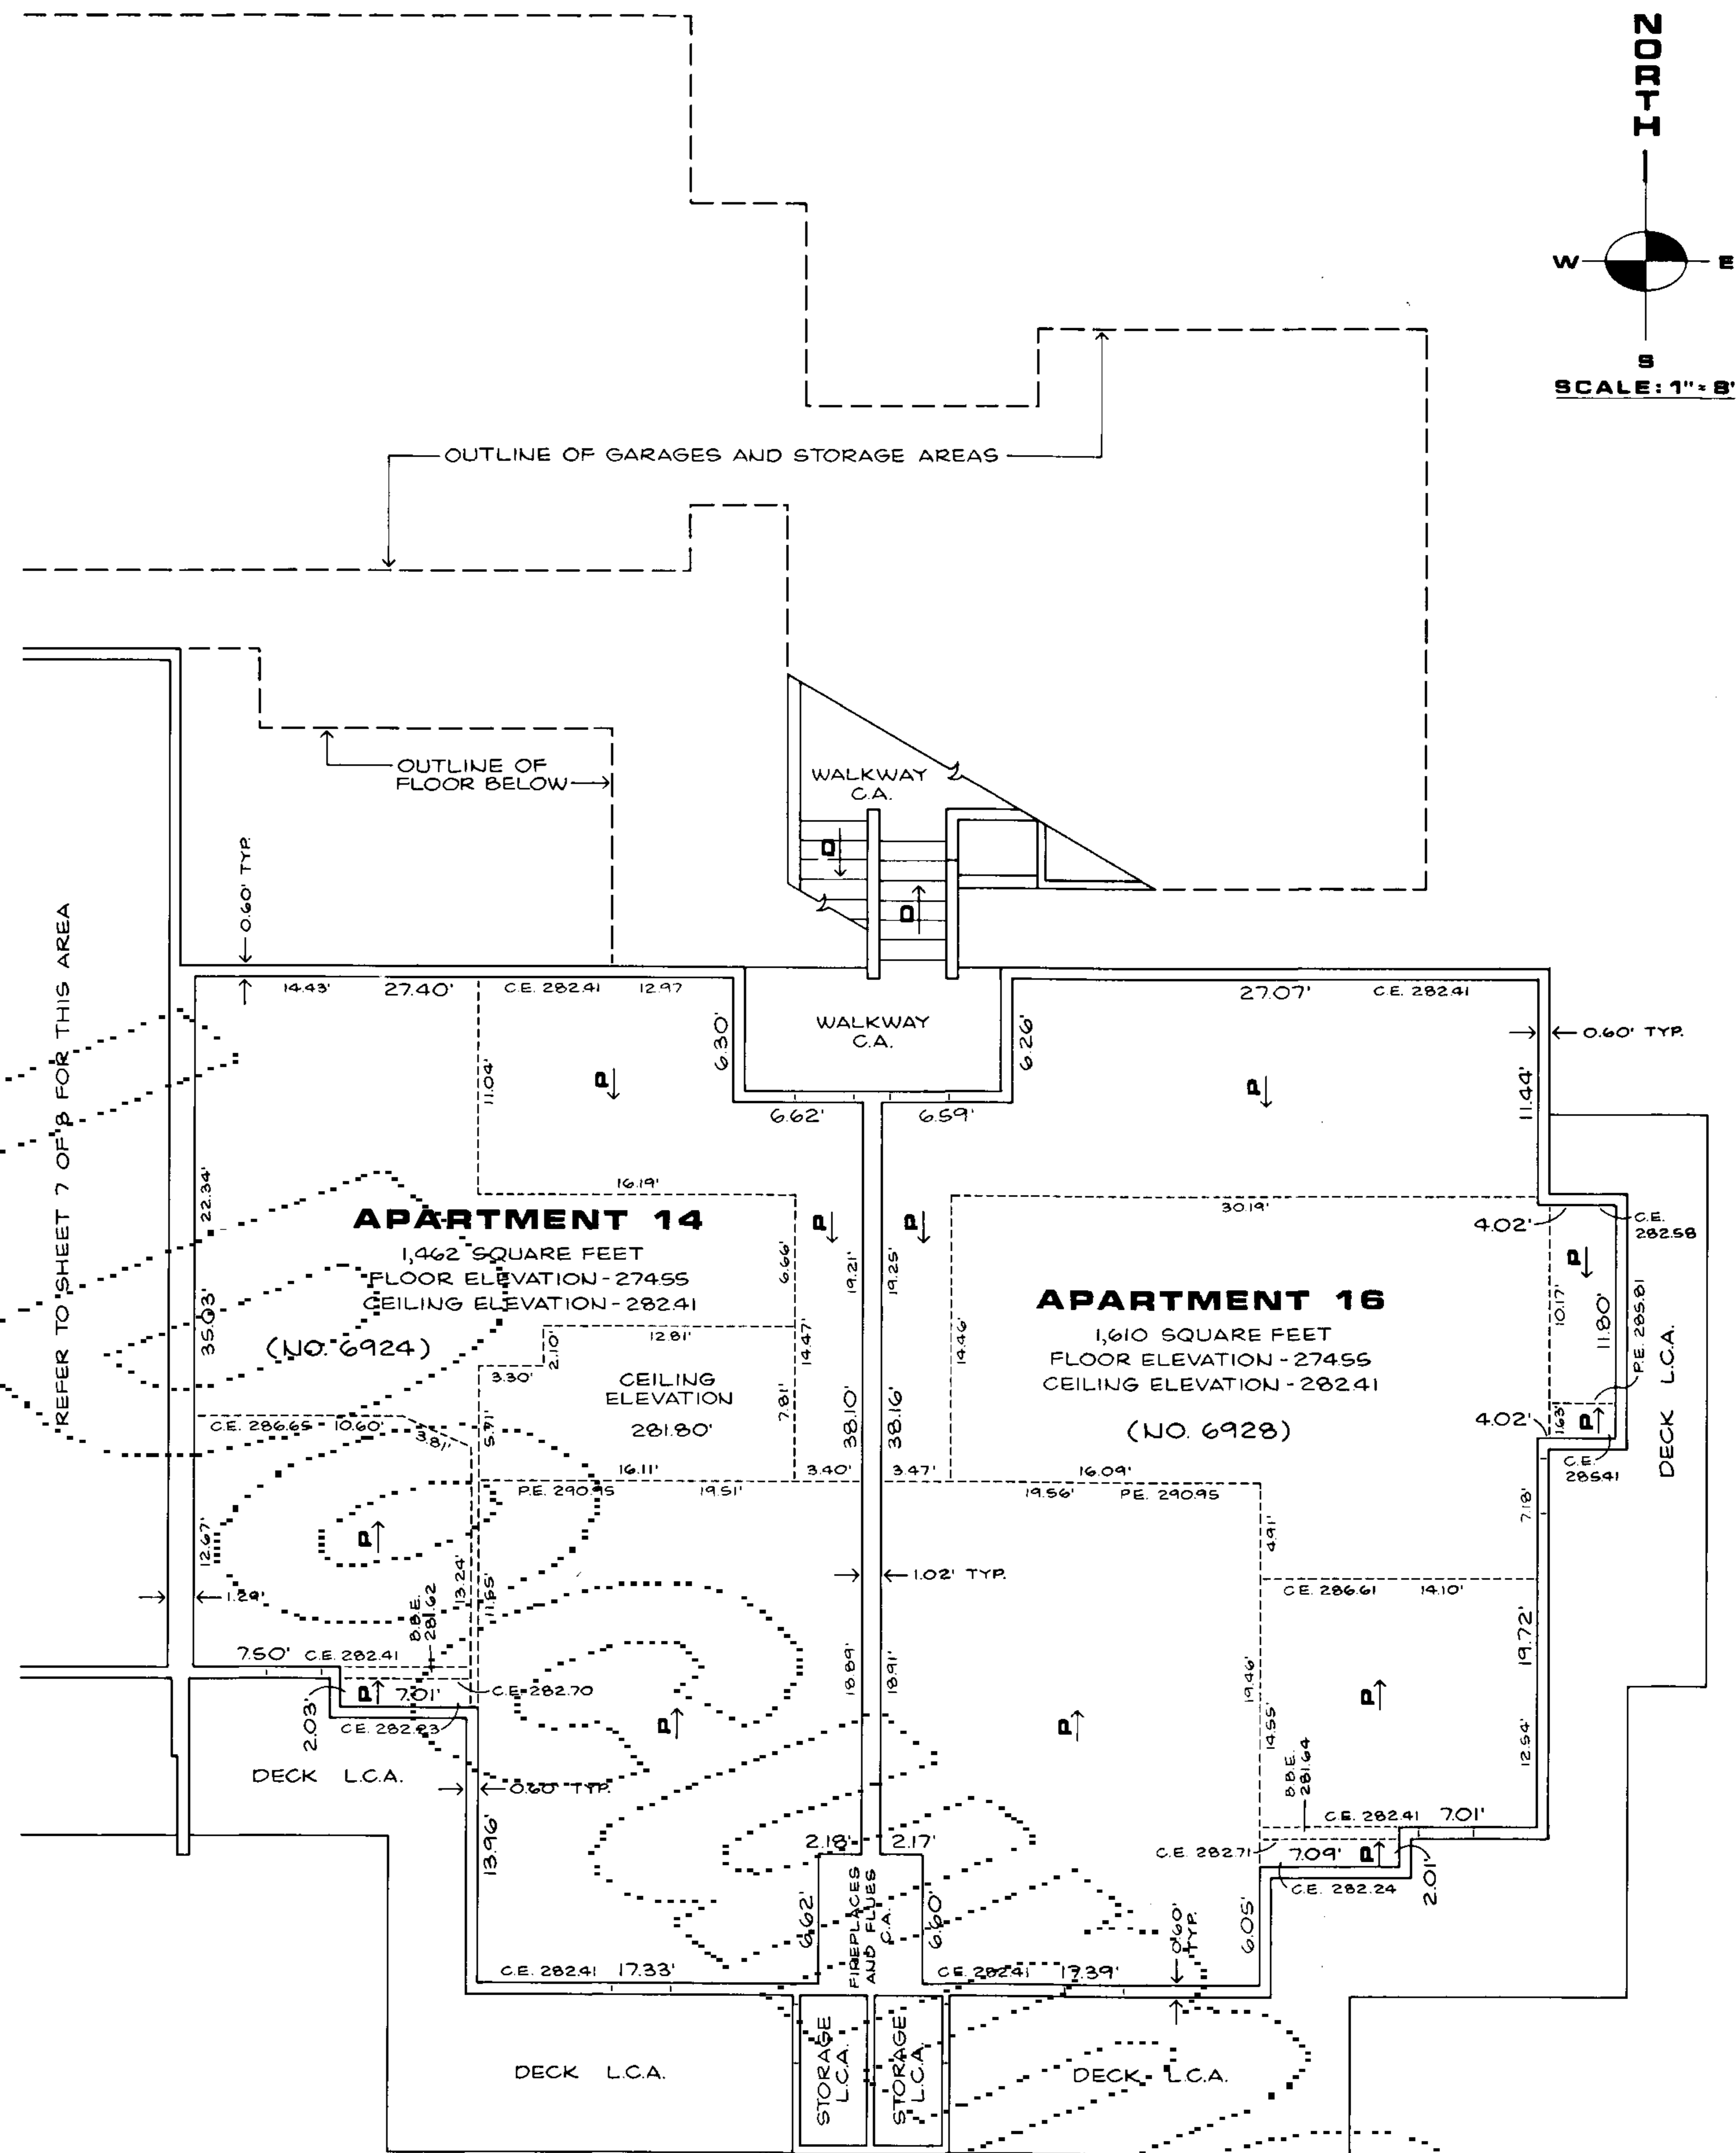 NORTH
W
E
S
SCALE: 1" = 8'
OUTLINE OF GARAGES AND STORAGE AREAS
OUTLINE OF
FLOOR BELOW
WALKWAY
C.A.
D
D
0.60' TYP.
REFER TO SHEET 7 OF 8 FOR THIS AREA
14.43'
27.40'
C.E. 282.41
12.97
6.30'
WALKWAY
C.A.
6.26'
27.07'
C.E. 282.41
0.60' TYP.
11.04'
P
P
11.44'
6.62'
6.59'
22.34'
16.19'
30.19'
APARTMENT 14
1,462 SQUARE FEET
FLOOR ELEVATION - 274.55
CEILING ELEVATION - 282.41
(NO. 6924)
35.03'
P
P
6.66'
19.21'
19.25'
4.02'
C.E.
282.58
P
APARTMENT 16
1,610 SQUARE FEET
FLOOR ELEVATION - 274.55
CEILING ELEVATION - 282.41
(NO. 6928)
10.17'
11.80'
P.E. 285.81
DECK L.C.A.
12.81'
2.10'
3.30'
14.47'
14.46'
CEILING
ELEVATION
281.80'
7.81'
38.10'
38.16'
4.02'
1.63'
P
C.E.
285.41
C.E. 286.65
10.60'
3.81'
5.71'
16.11'
3.40'
3.47'
16.09'
P.E. 290.95
19.51'
19.56'
P.E. 290.95
7.18'
12.67'
P
4.91'
1.29'
13.24'
11.55'
B.B.E.
281.62
1.02' TYP.
C.E. 286.61
14.10'
19.72'
7.50'
C.E. 282.41
18.89'
18.91'
19.46'
14.55'
P
7.01'
C.E. 282.70
2.03'
C.E. 282.23
P
P
P
12.54'
DECK L.C.A.
0.60' TYP.
B.B.E.
281.64
C.E. 282.41
7.01'
13.96'
2.18'
2.17'
C.E. 282.71
7.09'
P
C.E. 282.24
2.01'
6.62'
FIREPLACES
AND FLUES
C.A.
6.60'
0.60'
TYP.
6.05'
C.E. 282.41
17.33'
C.E. 282.41
17.39'
DECK L.C.A.
STORAGE
L.C.A.
STORAGE
L.C.A.
DECK L.C.A.